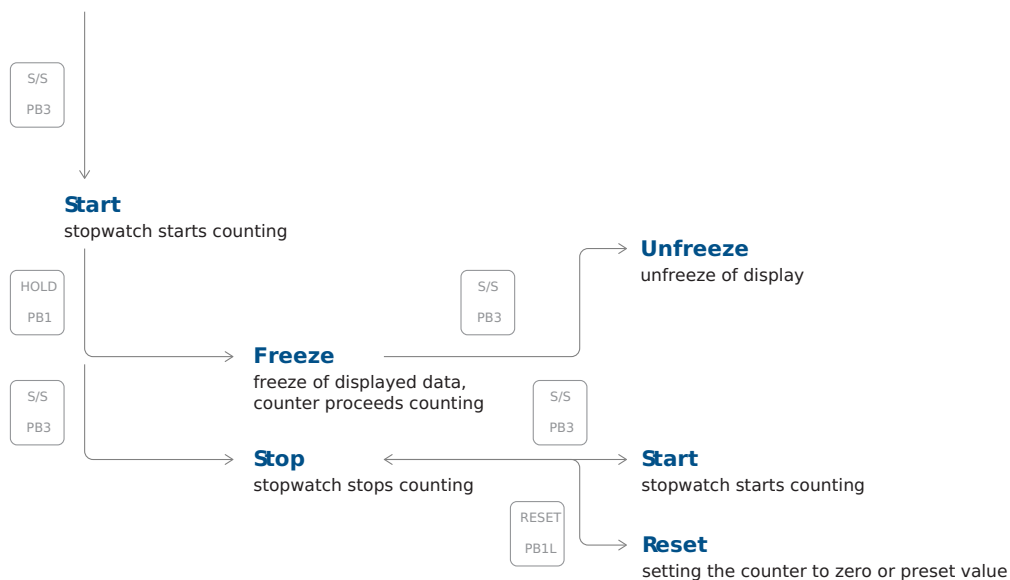 S/S
PB3
Start
stopwatch starts counting
Unfreeze
unfreeze of display
HOLD
PB1
S/S
PB3
Freeze
freeze of displayed data,
counter proceeds counting
S/S
PB3
S/S
PB3
Stop
stopwatch stops counting
Start
stopwatch starts counting
RESET
PB1L
Reset
setting the counter to zero or preset value